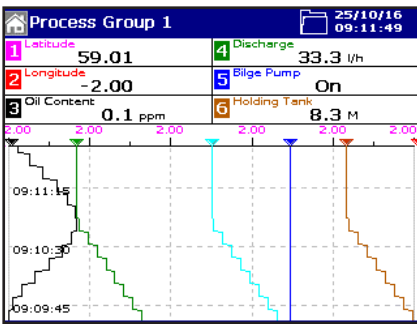 Process Group 1
25/10/16
09:11:49
1 Latitude 59.01
4 Discharge 33.3 l/h
2 Longitude -2.00
5 Bilge Pump On
3 Oil Content 0.1 ppm
6 Holding Tank 8.3 M
2.00 2.00 2.00 2.00 2.00 2.00
09:11:15
09:10:30
09:09:45